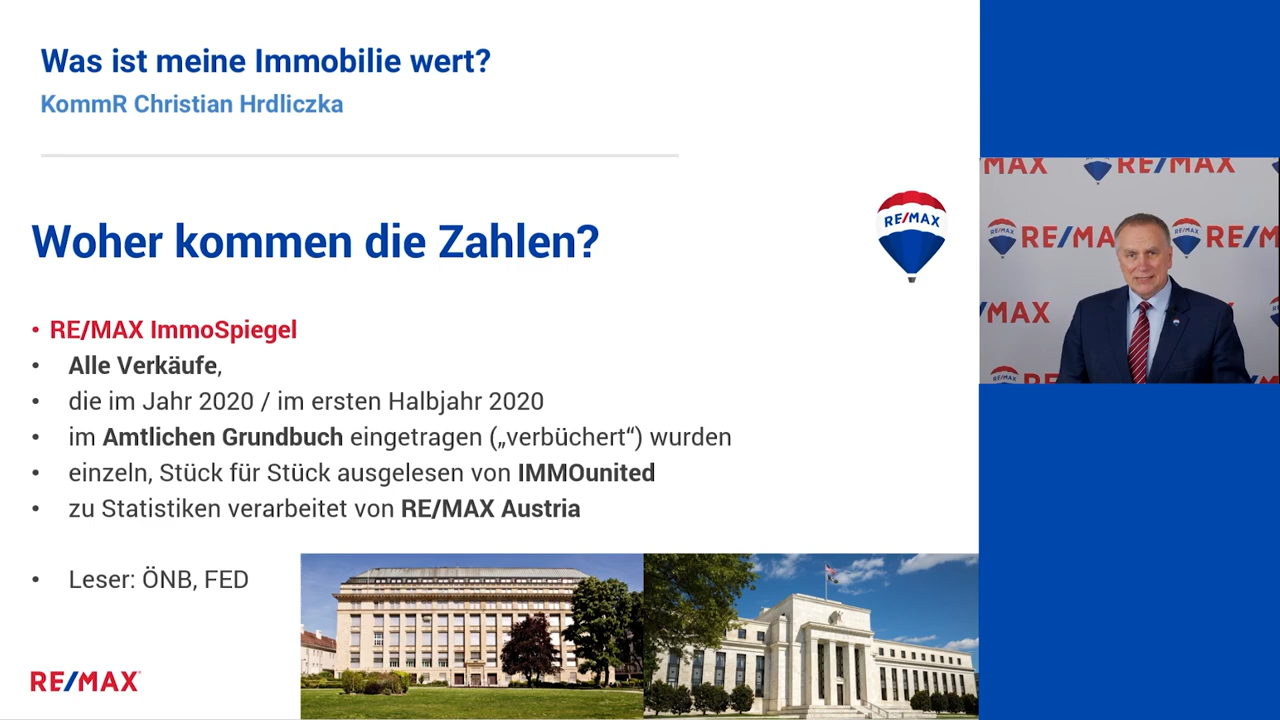 Was ist meine Immobilie wert?
KommR Christian Hrdliczka
Woher kommen die Zahlen?
RE/MAX
• RE/MAX ImmoSpiegel
• Alle Verkäufe,
• die im Jahr 2020 / im ersten Halbjahr 2020
• im Amtlichen Grundbuch eingetragen („verbüchert“) wurden
• einzeln, Stück für Stück ausgelesen von IMMOunited
• zu Statistiken verarbeitet von RE/MAX Austria
• Leser: ÖNB, FED
RE/MAX
MAX RE/MAX
RE/MA RE/M
/MAX